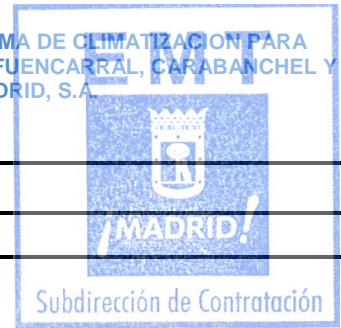 MA DE CLIMATIZACION PARA
FUENCARRAL, CARABANCHEL Y
DRID, S.A.
EMT
¡MADRID!
Subdirección de Contratación